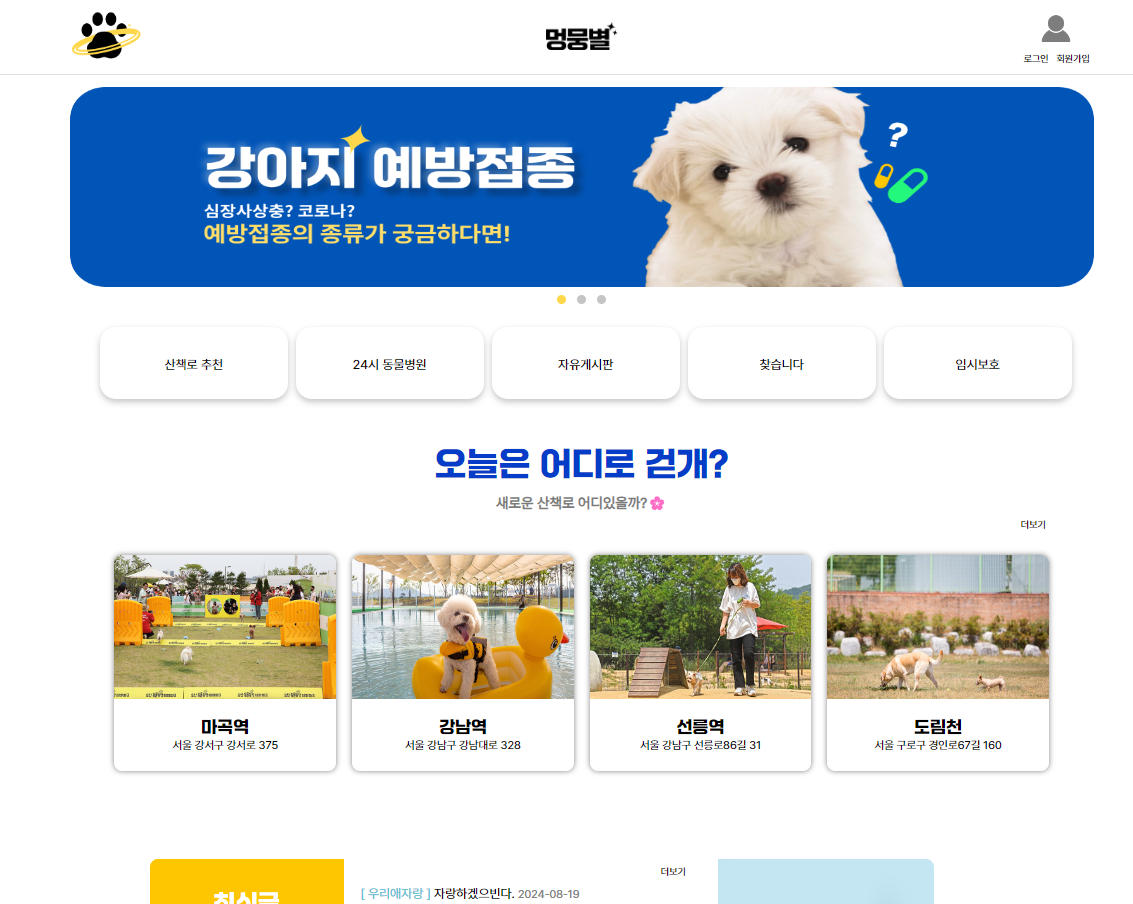 멍뭉별
로그인 회원가입
강아지 예방접종
심장사상충? 코로나?
예방접종의 종류가 궁금하다면!
?
산책로 추천
24시 동물병원
자유게시판
찾습니다
임시보호
오늘은 어디로 걷개?
새로운 산책로 어디있을까?🌸
더보기
마곡역
서울 강서구 강서로 375
강남역
서울 강남구 강남대로 328
선릉역
서울 강남구 선릉로86길 31
도림천
서울 구로구 경인로67길 160
최신글
더보기
[ 우리애자랑 ] 자랑하겠으빈다. 2024-08-19